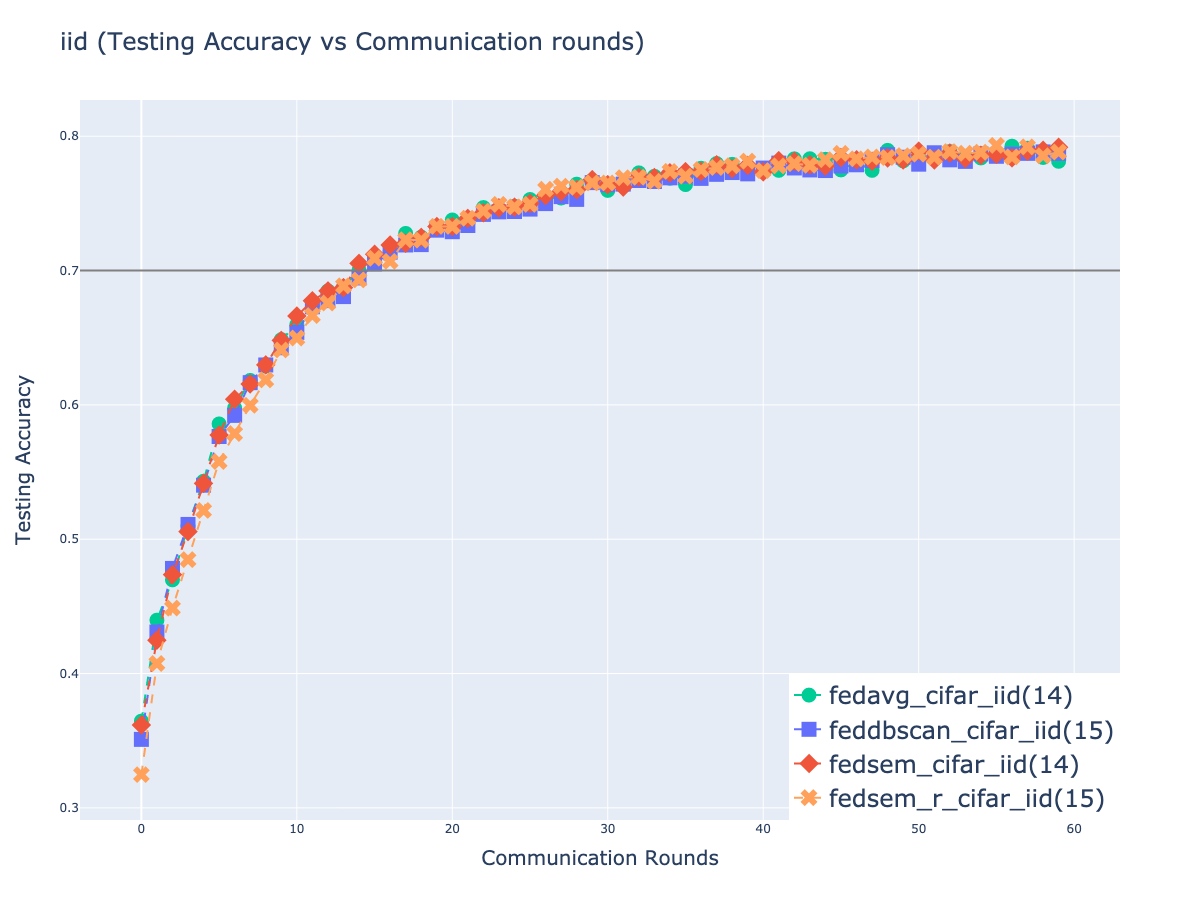 iid (Testing Accuracy vs Communication rounds)
0.8
0.7
0.6
0.5
0.4
0.3
Testing Accuracy
0
10
20
30
40
50
60
Communication Rounds
fedavg_cifar_iid(14)
feddbscan_cifar_iid(15)
fedsem_cifar_iid(14)
fedsem_r_cifar_iid(15)